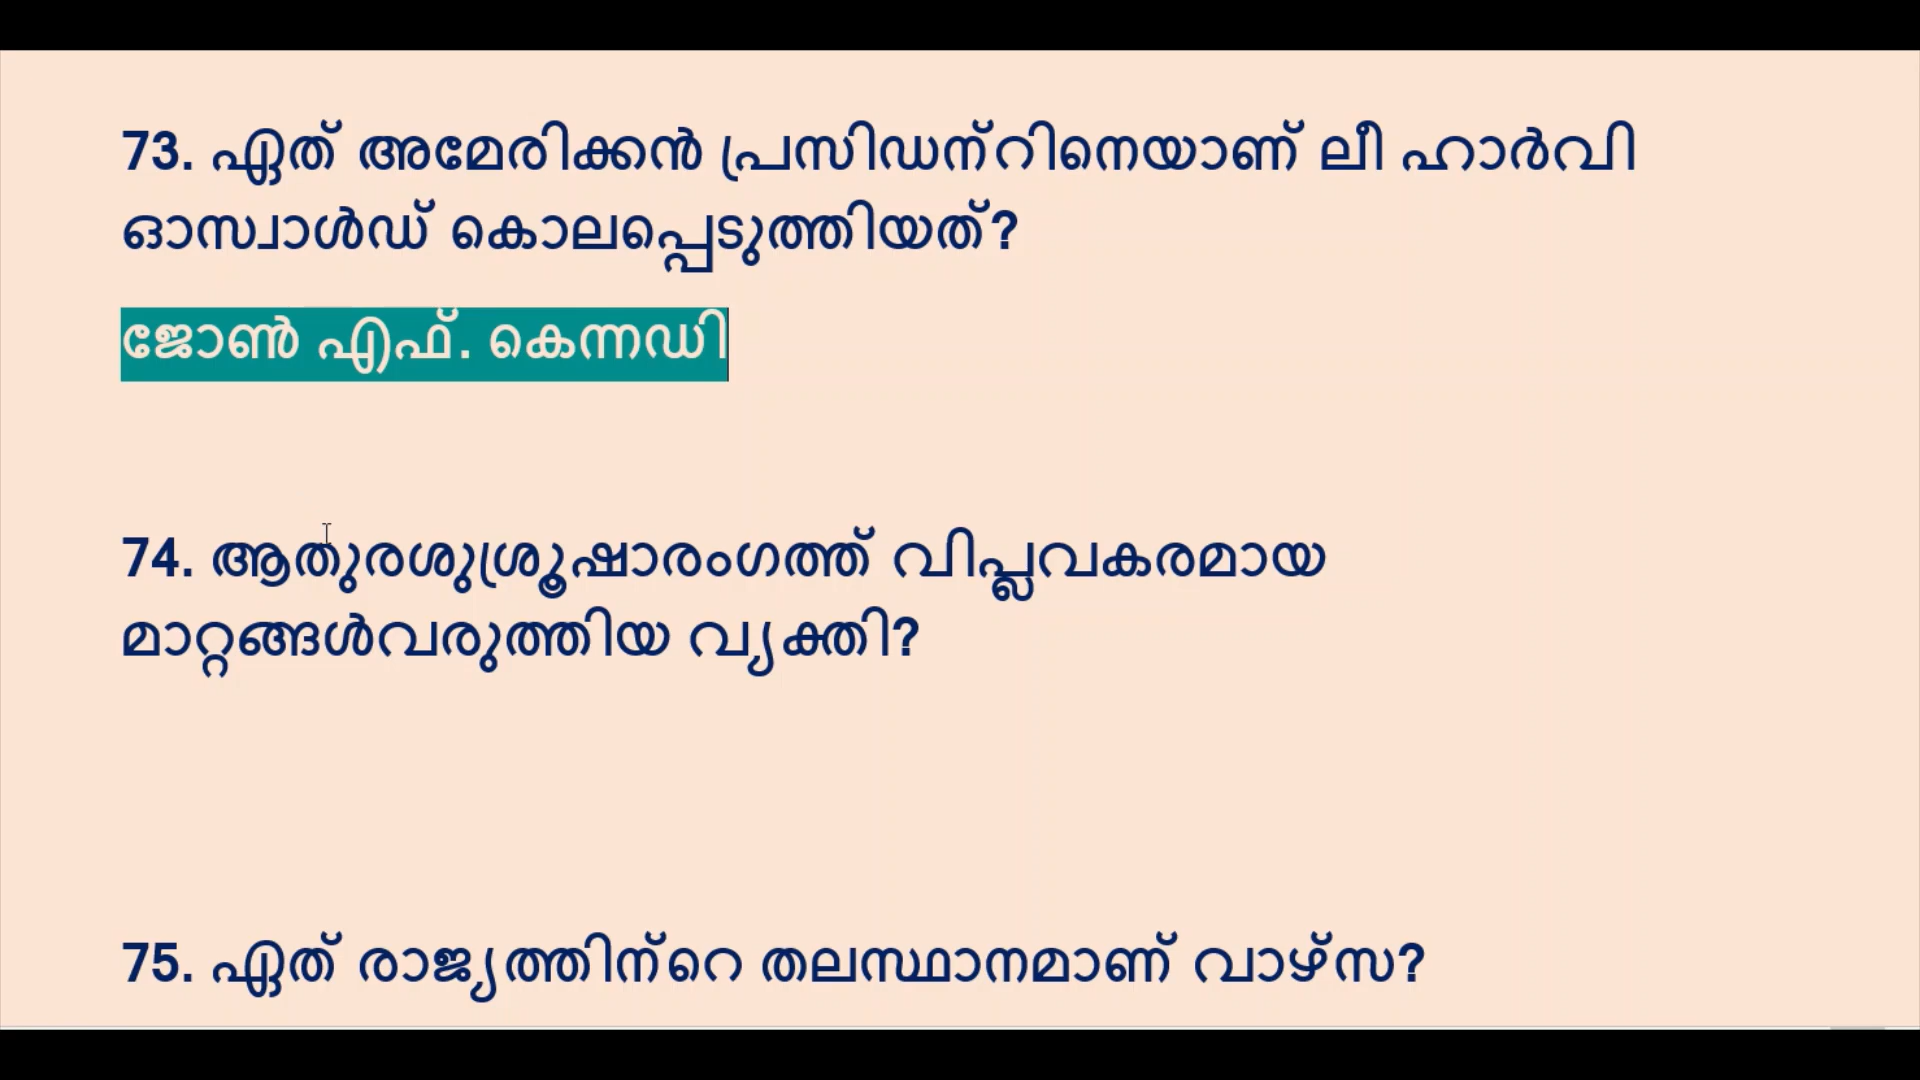 73. ഏത് അമേരിക്കൻ പ്രസിഡന്‌റിനെയാണ് ലീ ഹാർവി
ഓസ്വാൾഡ് കൊലപ്പെടുത്തിയത്?
ജോൺ എഫ്. കെന്നഡി
74. ആതുരശുശ്രൂഷാരംഗത്ത് വിപ്ലവകരമായ
മാറ്റങ്ങൾവരുത്തിയ വ്യക്തി?
75. ഏത് രാജ്യത്തിന്‌റെ തലസ്ഥാനമാണ് വാഴ്സ?